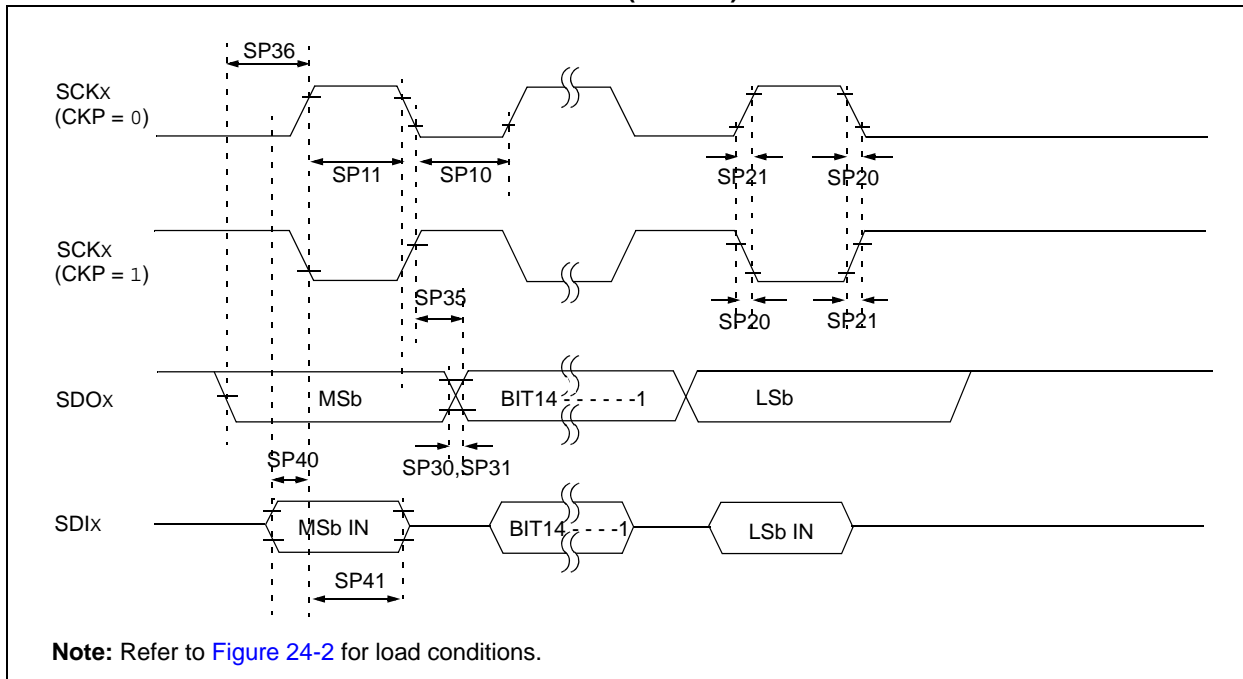 SP36
SCKx
(CKP = 0)
SP11
SP10
SP21
SP20
SCKx
(CKP = 1)
SP35
SP20
SP21
SDOx
MSb
BIT14 - - - - - -1
LSb
SP40
SP30,SP31
SDIx
MSb IN
BIT14 - - - -1
LSb IN
SP41
Note: Refer to Figure 24-2 for load conditions.